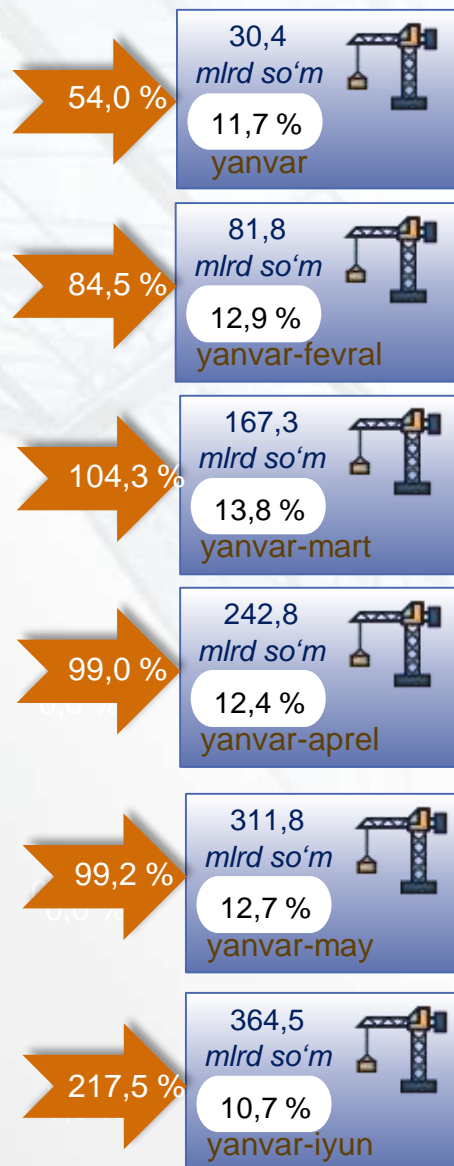 30,4
mlrd so‘m
54,0 %
11,7 %
yanvar
81,8
mlrd so‘m
84,5 %
12,9 %
yanvar-fevral
167,3
mlrd so‘m
104,3 %
13,8 %
yanvar-mart
242,8
mlrd so‘m
99,0 %
12,4 %
yanvar-aprel
311,8
mlrd so‘m
99,2 %
12,7 %
yanvar-may
364,5
mlrd so‘m
217,5 %
10,7 %
yanvar-iyun